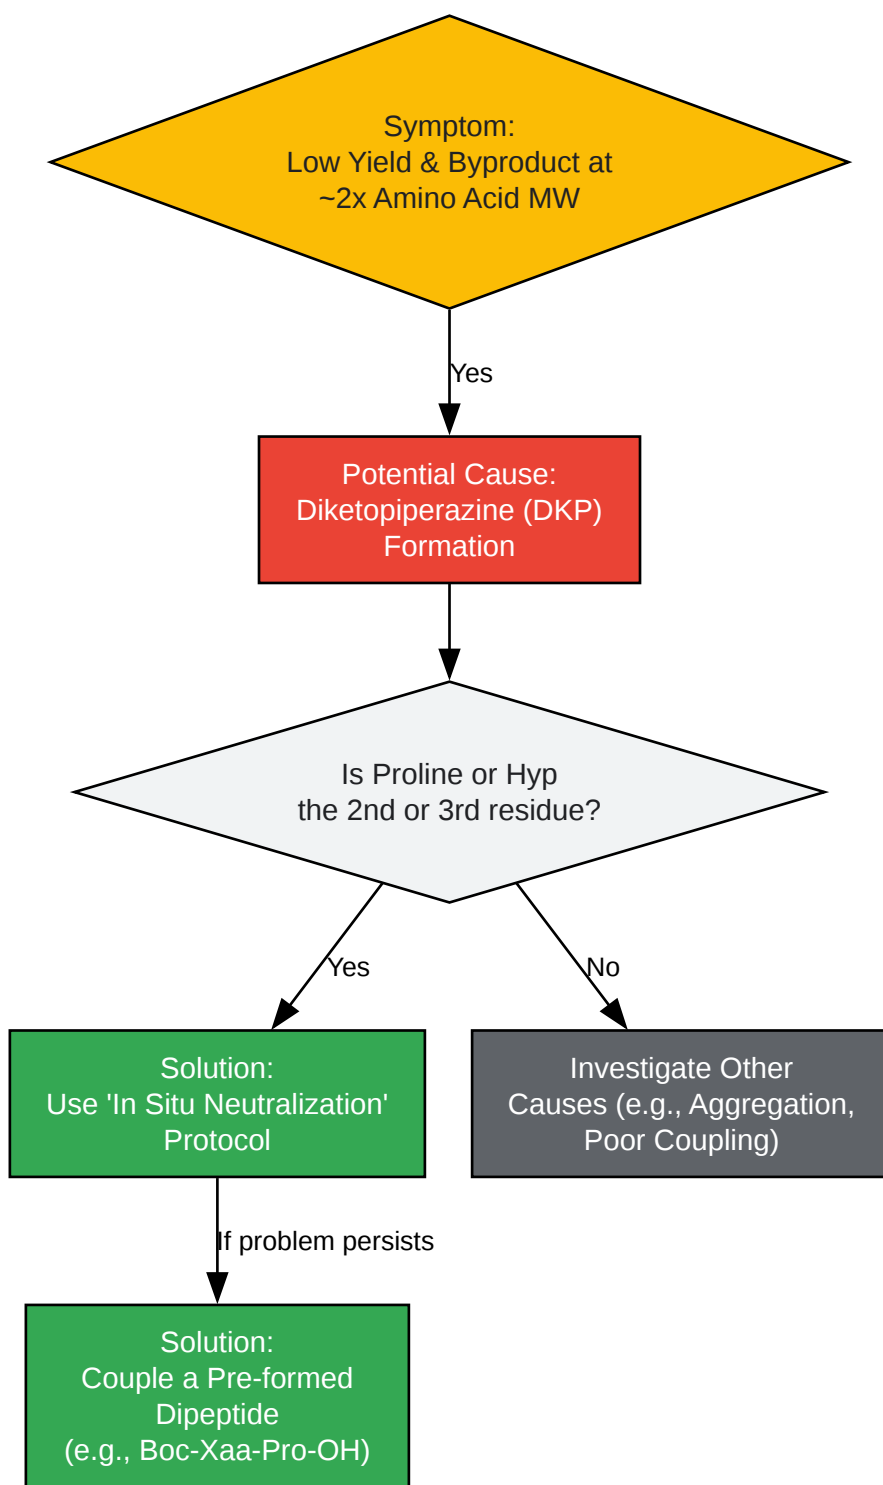 Symptom:
Low Yield & Byproduct at
~2x Amino Acid MW
Yes
Potential Cause:
Diketopiperazine (DKP)
Formation
Is Proline or Hyp
the 2nd or 3rd residue?
Yes
No
Solution:
Use 'In Situ Neutralization'
Protocol
Investigate Other
Causes (e.g., Aggregation,
Poor Coupling)
If problem persists
Solution:
Couple a Pre-formed
Dipeptide
(e.g., Boc-Xaa-Pro-OH)